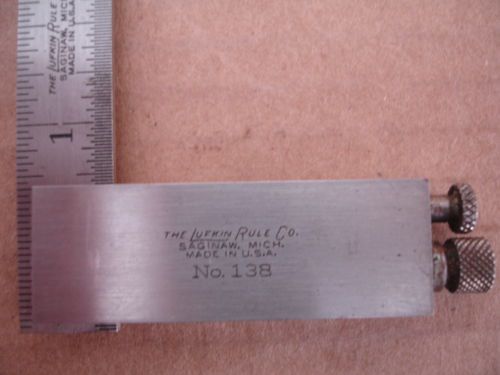 THE LUFKIN RULE CO.
SAGINAW, MICH.
MADE IN U.S.A.
1
THE LUFKIN RULE CO.
SAGINAW, MICH.
MADE IN U.S.A.
No. 138